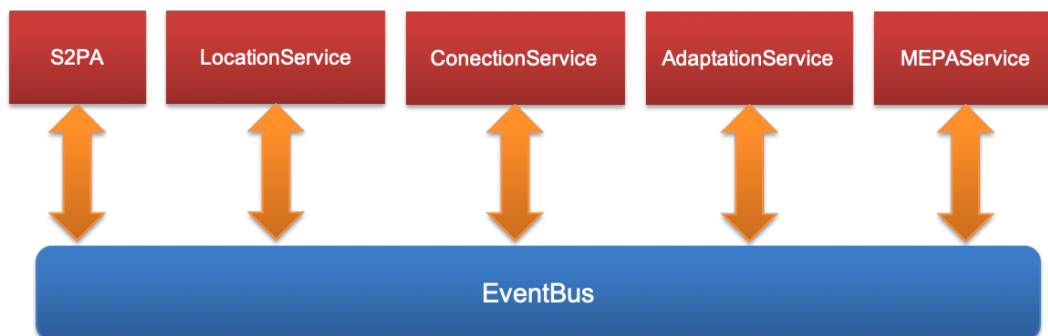 S2PA
LocationService
ConectionService
AdaptationService
MEPAService
EventBus